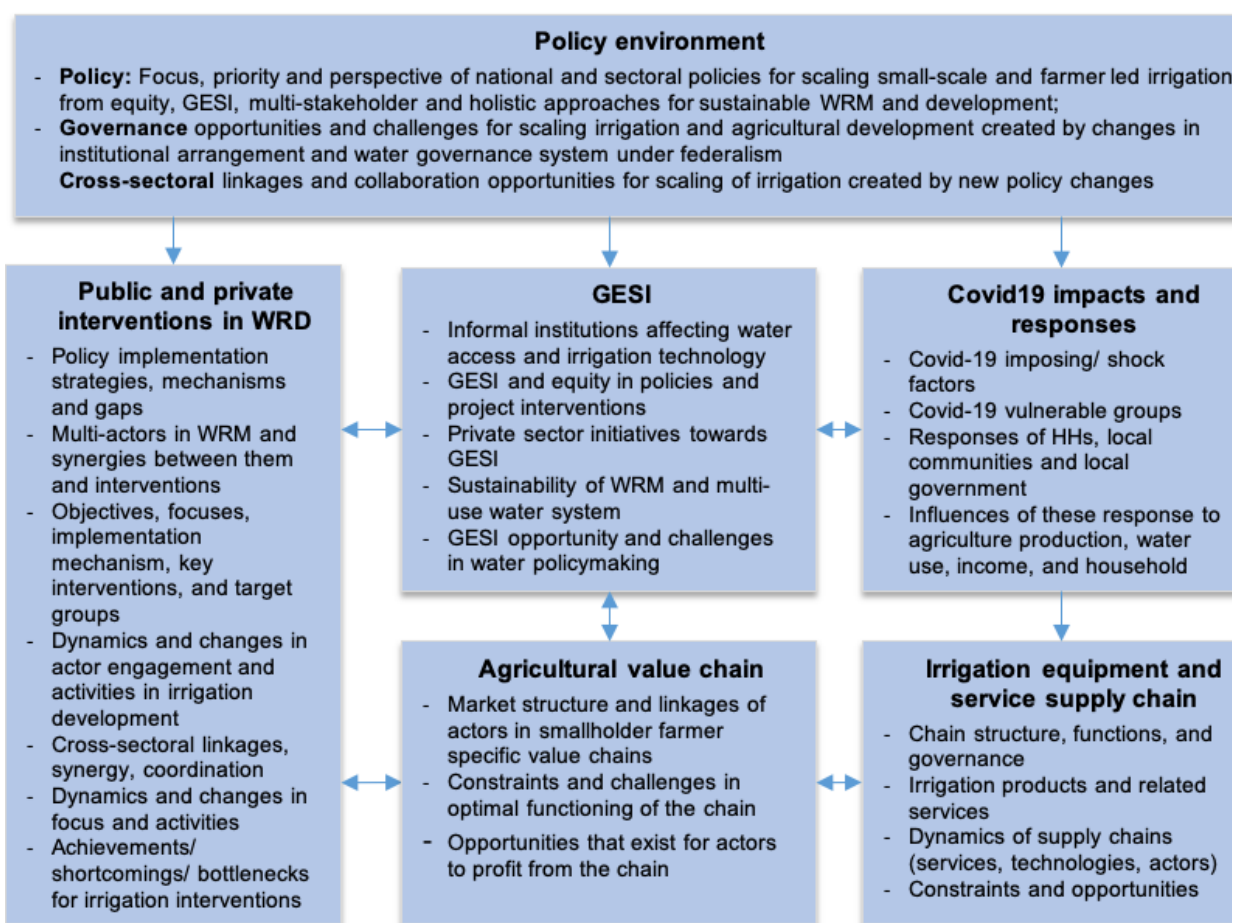 Policy environment
- Policy: Focus, priority and perspective of national and sectoral policies for scaling small-scale and farmer led irrigation
from equity, GESI, multi-stakeholder and holistic approaches for sustainable WRM and development;
- Governance opportunities and challenges for scaling irrigation and agricultural development created by changes in
institutional arrangement and water governance system under federalism
Cross-sectoral linkages and collaboration opportunities for scaling of irrigation created by new policy changes
Public and private
interventions in WRD
- Policy implementation
strategies, mechanisms
and gaps
- Multi-actors in WRM and
synergies between them
and interventions
- Objectives, focuses,
implementation
mechanism, key
interventions, and target
groups
- Dynamics and changes in
actor engagement and
activities in irrigation
development
- Cross-sectoral linkages,
synergy, coordination
- Dynamics and changes in
focus and activities
- Achievements/
shortcomings/ bottlenecks
for irrigation interventions
GESI
- Informal institutions affecting water
access and irrigation technology
- GESI and equity in policies and
project interventions
- Private sector initiatives towards
GESI
- Sustainability of WRM and multi-
use water system
- GESI opportunity and challenges
in water policymaking
Covid19 impacts and
responses
- Covid-19 imposing/ shock
factors
- Covid-19 vulnerable groups
- Responses of HHs, local
communities and local
government
- Influences of these response to
agriculture production, water
use, income, and household
Agricultural value chain
- Market structure and linkages of
actors in smallholder farmer
specific value chains
- Constraints and challenges in
optimal functioning of the chain
- Opportunities that exist for actors
to profit from the chain
Irrigation equipment and
service supply chain
- Chain structure, functions, and
governance
- Irrigation products and related
services
- Dynamics of supply chains
(services, technologies, actors)
- Constraints and opportunities